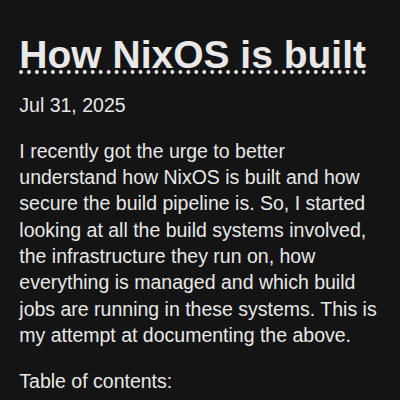 How NixOS is built
Jul 31, 2025
I recently got the urge to better
understand how NixOS is built and how
secure the build pipeline is. So, I started
looking at all the build systems involved,
the infrastructure they run on, how
everything is managed and which build
jobs are running in these systems. This is
my attempt at documenting the above.
Table of contents: